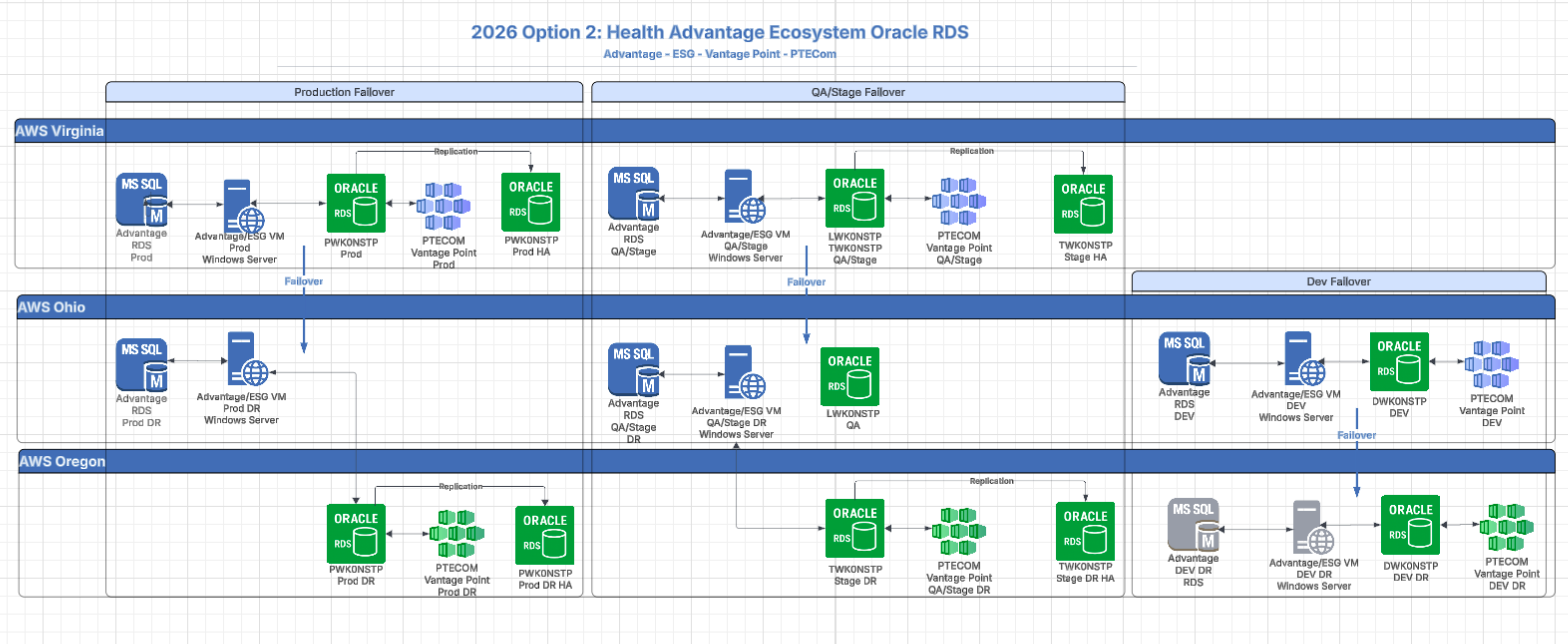 2026 Option 2: Health Advantage Ecosystem Oracle RDS
Advantage - ESG - Vantage Point - PTECom
Production Failover
QA/Stage Failover
AWS Virginia
Replication
Replication
MS SQL
M
Advantage
RDS
Prod
Advantage/ESG VM
Prod
Windows Server
ORACLE
RDS
PWK0NSTP
Prod
PTECOM
Vantage Point
Prod
ORACLE
RDS
PWK0NSTP
Prod HA
MS SQL
M
Advantage
RDS
QA/Stage
Advantage/ESG VM
QA/Stage
Windows Server
ORACLE
RDS
LWK0NSTP
TWK0NSTP
QA/Stage
PTECOM
Vantage Point
QA/Stage
ORACLE
RDS
TWK0NSTP
Stage HA
Failover
Failover
Dev Failover
AWS Ohio
MS SQL
M
Advantage
RDS
Prod DR
Advantage/ESG VM
Prod DR
Windows Server
MS SQL
M
Advantage
RDS
QA/Stage
DR
Advantage/ESG VM
QA/Stage DR
Windows Server
ORACLE
RDS
LWK0NSTP
QA
MS SQL
M
Advantage
RDS
DEV
Advantage/ESG VM
DEV
Windows Server
ORACLE
RDS
DWK0NSTP
DEV
PTECOM
Vantage Point
DEV
Failover
AWS Oregon
Replication
Replication
ORACLE
RDS
PWK0NSTP
Prod DR
PTECOM
Vantage Point
Prod DR
ORACLE
RDS
PWK0NSTP
Prod DR HA
ORACLE
RDS
TWK0NSTP
Stage DR
PTECOM
Vantage Point
QA/Stage DR
ORACLE
RDS
TWK0NSTP
Stage DR HA
MS SQL
M
Advantage
DEV DR
RDS
Advantage/ESG VM
DEV DR
Windows Server
ORACLE
RDS
DWK0NSTP
DEV DR
PTECOM
Vantage Point
DEV DR